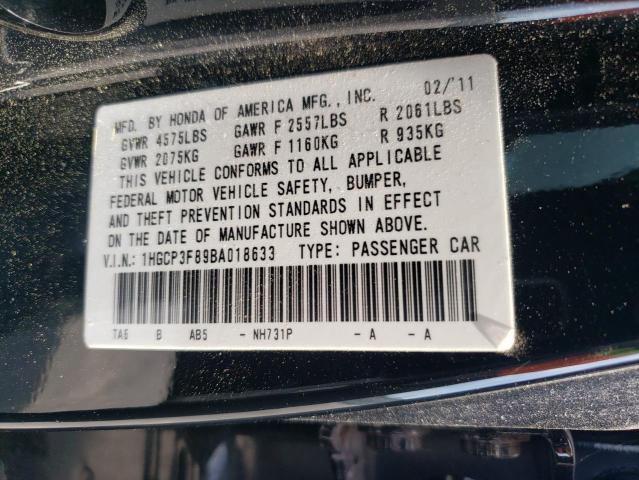 MFD. BY HONDA OF AMERICA MFG., INC. 02/'11
GVWR 4575LBS GAWR F 2557LBS R 2061LBS
GVWR 2075KG GAWR F 1160KG R 935KG
THIS VEHICLE CONFORMS TO ALL APPLICABLE
FEDERAL MOTOR VEHICLE SAFETY, BUMPER,
AND THEFT PREVENTION STANDARDS IN EFFECT
ON THE DATE OF MANUFACTURE SHOWN ABOVE.
V.I.N.: 1HGCP3F89BA018633 TYPE: PASSENGER CAR
TA6 B AB5 - NH731P - A - A